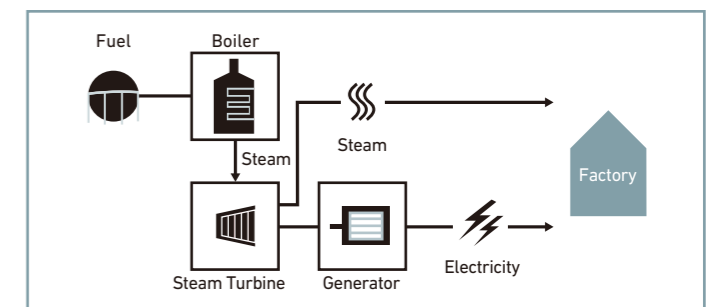 Fuel
Boiler
Steam
Steam
Factory
Steam Turbine
Generator
Electricity